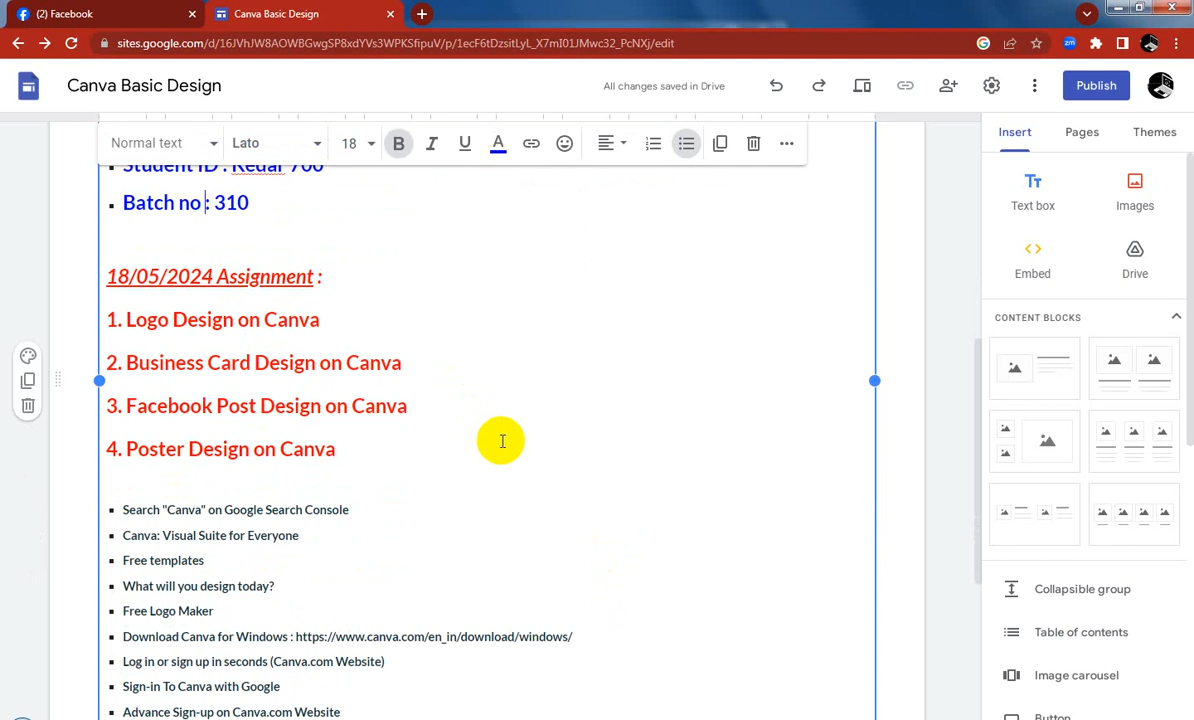 (2) Facebook
Canva Basic Design
sites.google.com/d/16JVhJW8AOWBGwgSP8xdYVs3WPKSfipuV/p/1ecF6tDzsitLyL_X7mI01JMwc32_PcNXj/edit
Canva Basic Design
All changes saved in Drive
Publish
Normal text
Lato
18
Insert
Pages
Themes
Student ID : Kedar 700
Batch no : 310
18/05/2024 Assignment :
1. Logo Design on Canva
2. Business Card Design on Canva
3. Facebook Post Design on Canva
4. Poster Design on Canva
Search "Canva" on Google Search Console
Canva: Visual Suite for Everyone
Free templates
What will you design today?
Free Logo Maker
Download Canva for Windows : https://www.canva.com/en_in/download/windows/
Log in or sign up in seconds (Canva.com Website)
Sign-in To Canva with Google
Advance Sign-up on Canva.com Website
Text box
Images
Embed
Drive
CONTENT BLOCKS
Collapsible group
Table of contents
Image carousel
Button